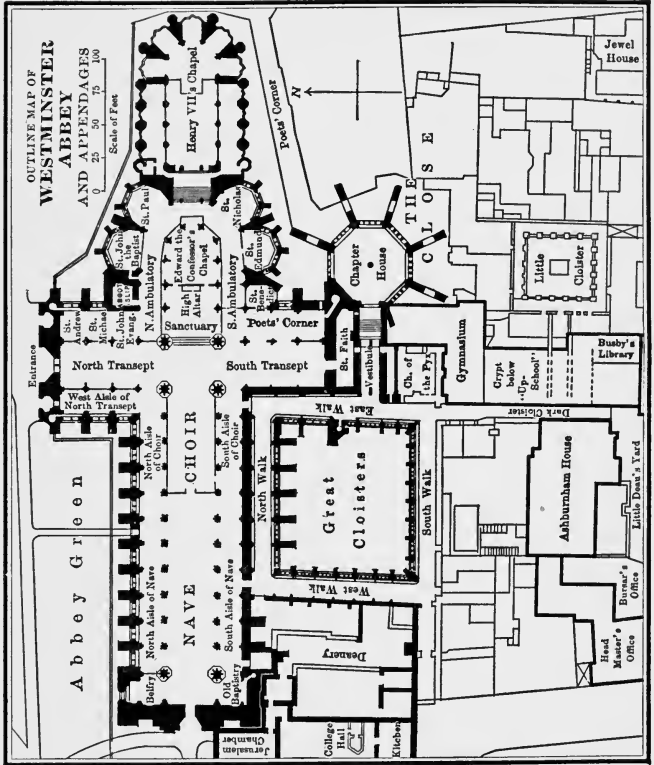 OUTLINE MAP OF
WESTMINSTER
ABBEY
AND APPENDAGES
0 25 50 75 100
Scale of Feet
Jewel
House
Henry VII's Chapel
Poets' Corner
N
THE
CLOSE
St. Paul
St. Nicholas
St. John
the
Baptist
Edward the
Confessor's
Chapel
St.
Edmund
Chapter
House
Little
Cloister
N. Ambulatory
S. Ambulatory
High
Altar
St.
Bene-
dict
Sanctuary
Poets' Corner
St.
Andrew
St.
Michael
St. John
Evang.
Entrance
North Transept
South Transept
St. Faith
Vestibule
Ch. of
the Pyx
Gymnasium
Crypt below
"Up-
School"
Busby's
Library
West Aisle of
North Transept
East Walk
Dark Cloister
North Aisle
of Choir
CHOIR
South Aisle
of Choir
North Walk
Great
Cloisters
South Walk
Ashburnham House
Little Dean's Yard
Abbey Green
North Aisle of Nave
NAVE
South Aisle of Nave
West Walk
Deanery
Bursar's
Office
Head
Master's
Office
Belfry
Old
Baptistry
Jerusalem
Chamber
College
Hall
Kitchen